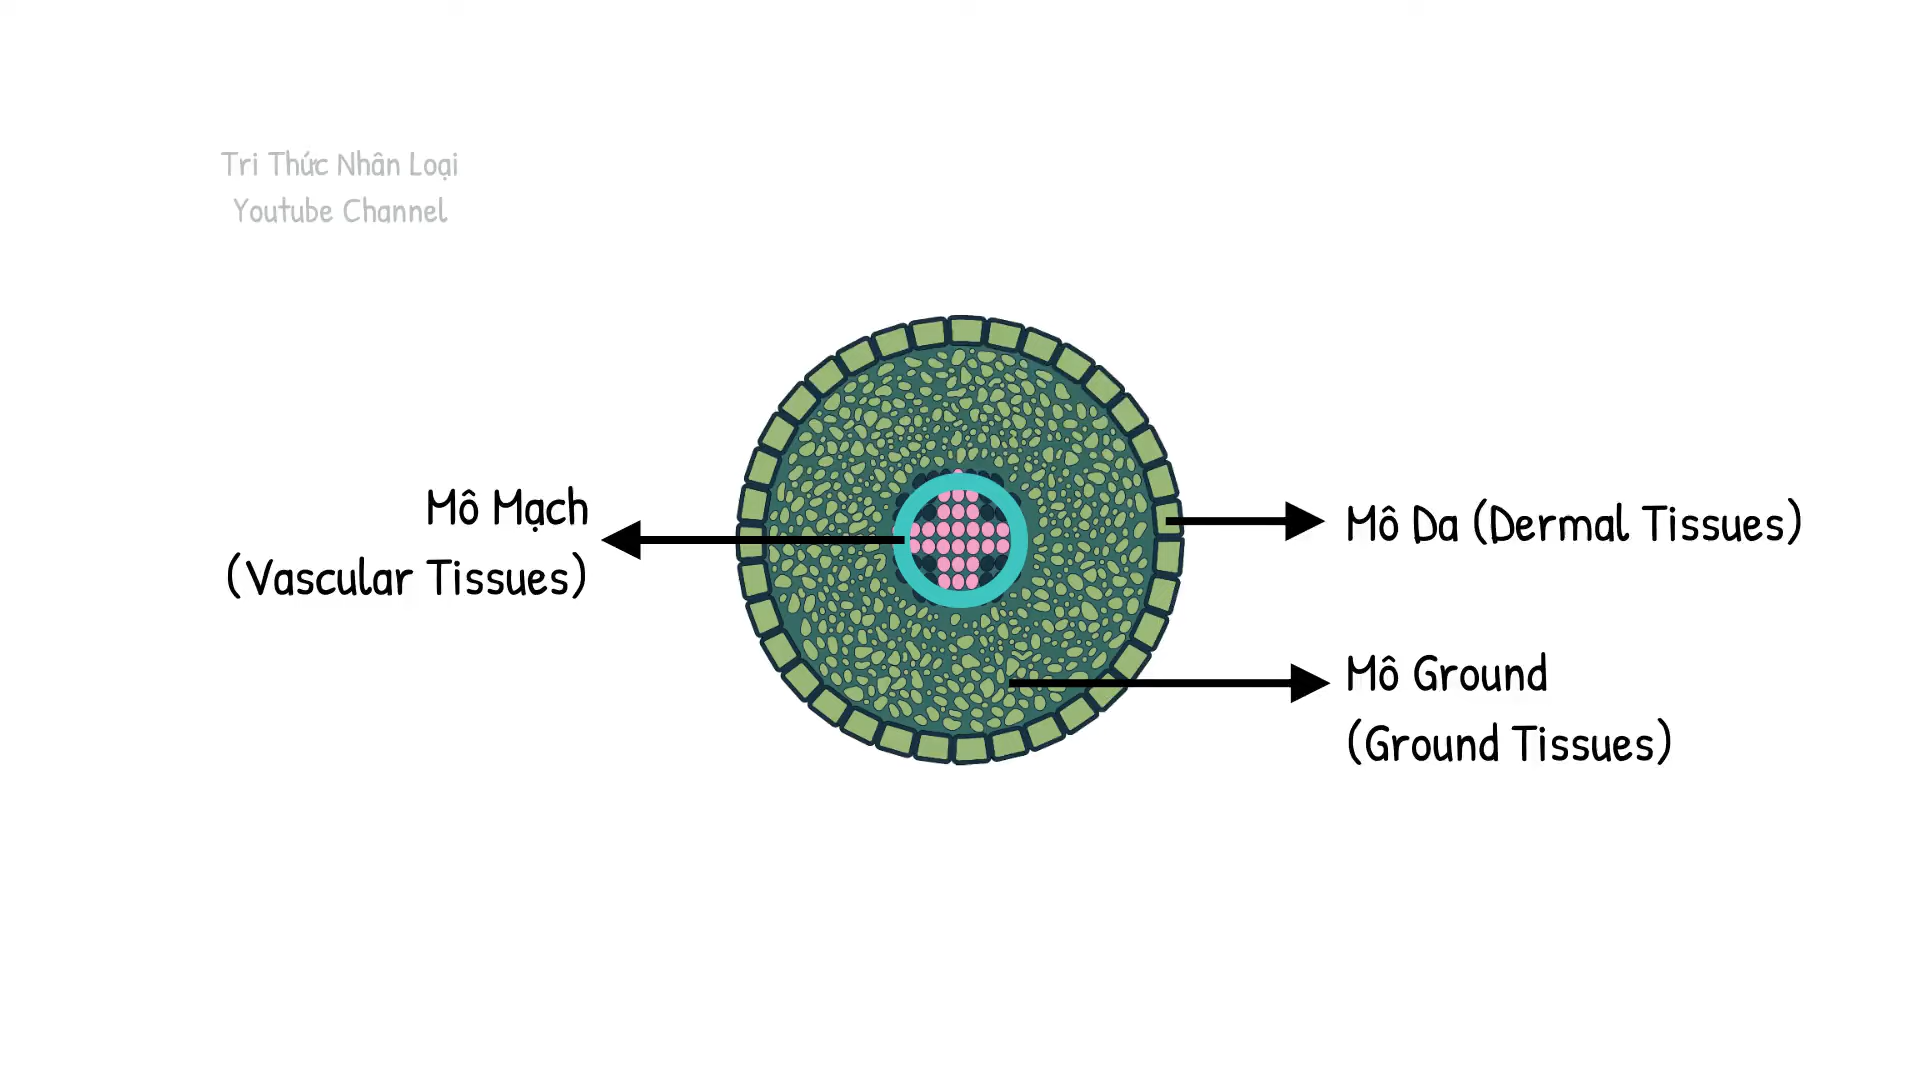 Tri Thức Nhân Loại
Youtube Channel
Mô Mạch
(Vascular Tissues)
Mô Da (Dermal Tissues)
Mô Ground
(Ground Tissues)